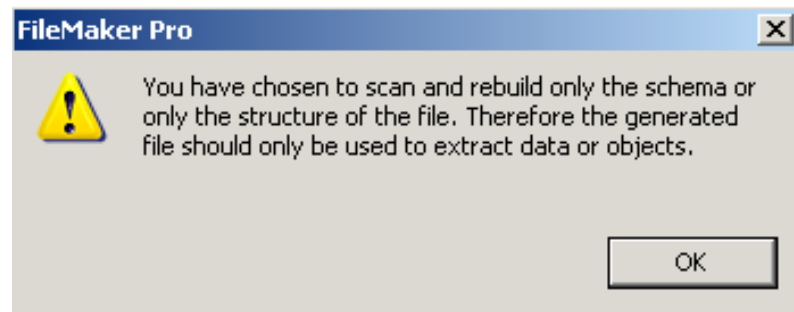 FileMaker Pro
You have chosen to scan and rebuild only the schema or
only the structure of the file. Therefore the generated
file should only be used to extract data or objects.
OK